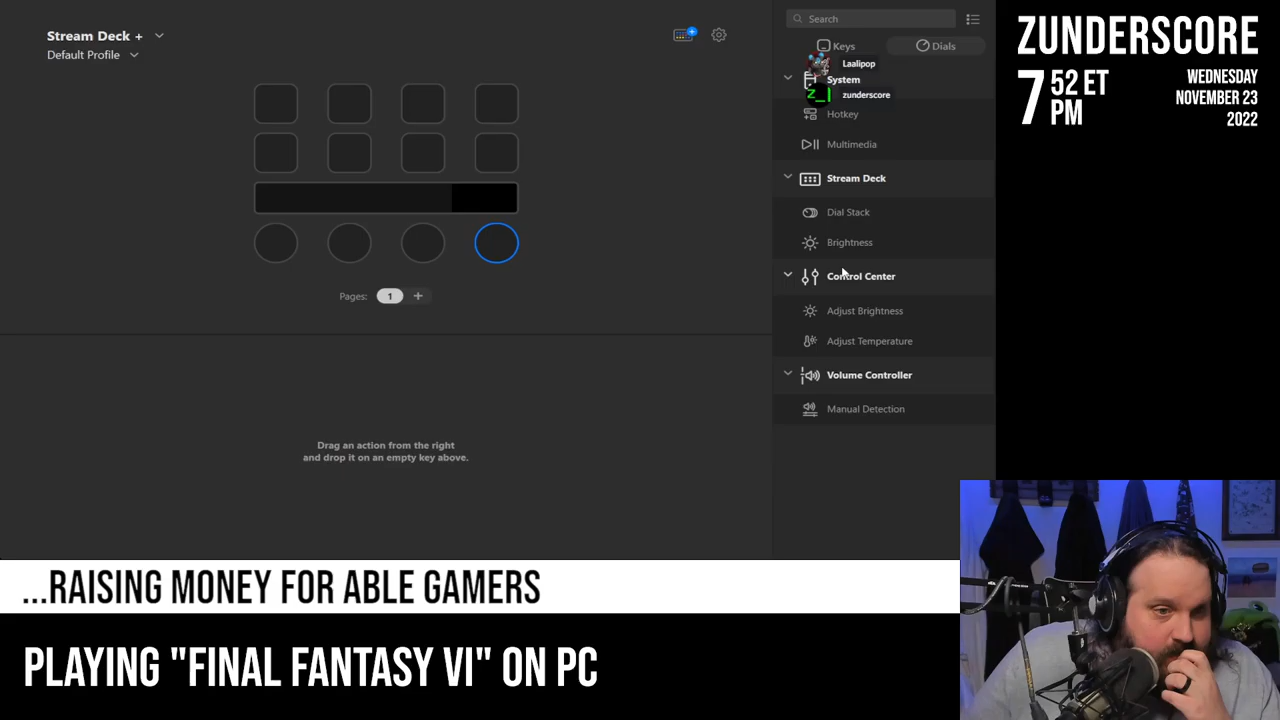 Stream Deck +
Default Profile
Pages:
1
+
Drag an action from the right
and drop it on an empty key above.
Search
Keys
Dials
Laalipop
System
z_
zunderscore
Hotkey
Multimedia
Stream Deck
Dial Stack
Brightness
Control Center
Adjust Brightness
Adjust Temperature
Volume Controller
Manual Detection
ZUNDERSCORE
7 52 ET
PM
WEDNESDAY
NOVEMBER 23
2022
...RAISING MONEY FOR ABLE GAMERS
PLAYING "FINAL FANTASY VI" ON PC